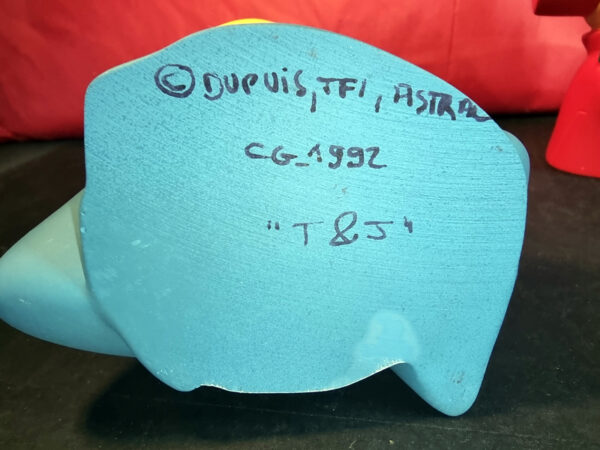 © DUPUIS, TF1, ASTRAL
CG_1992
"T & J"